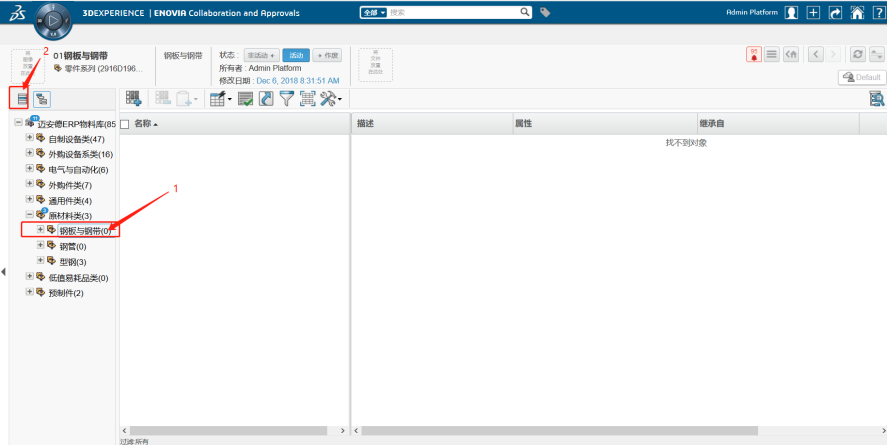 3DEXPERIENCE | ENOVIA Collaboration and Approvals
全部 搜索
Admin Platform
2
01钢板与钢带
零件系列 (2916D196...
钢板与钢带
状态 : 非活动 活动 作废
所有者 : Admin Platform
修改日期 : Dec 6, 2018 8:31:51 AM
Default
名称
描述
属性
继承自
找不到对象
迈安德ERP物料库(85
自制设备类(47)
外购设备系类(16)
电气与自动化(6)
外购件类(7)
1
通用件类(4)
原材料类(3)
钢板与钢带(0)
钢管(0)
型钢(3)
低值易耗品类(0)
预制件(2)
过滤 所有